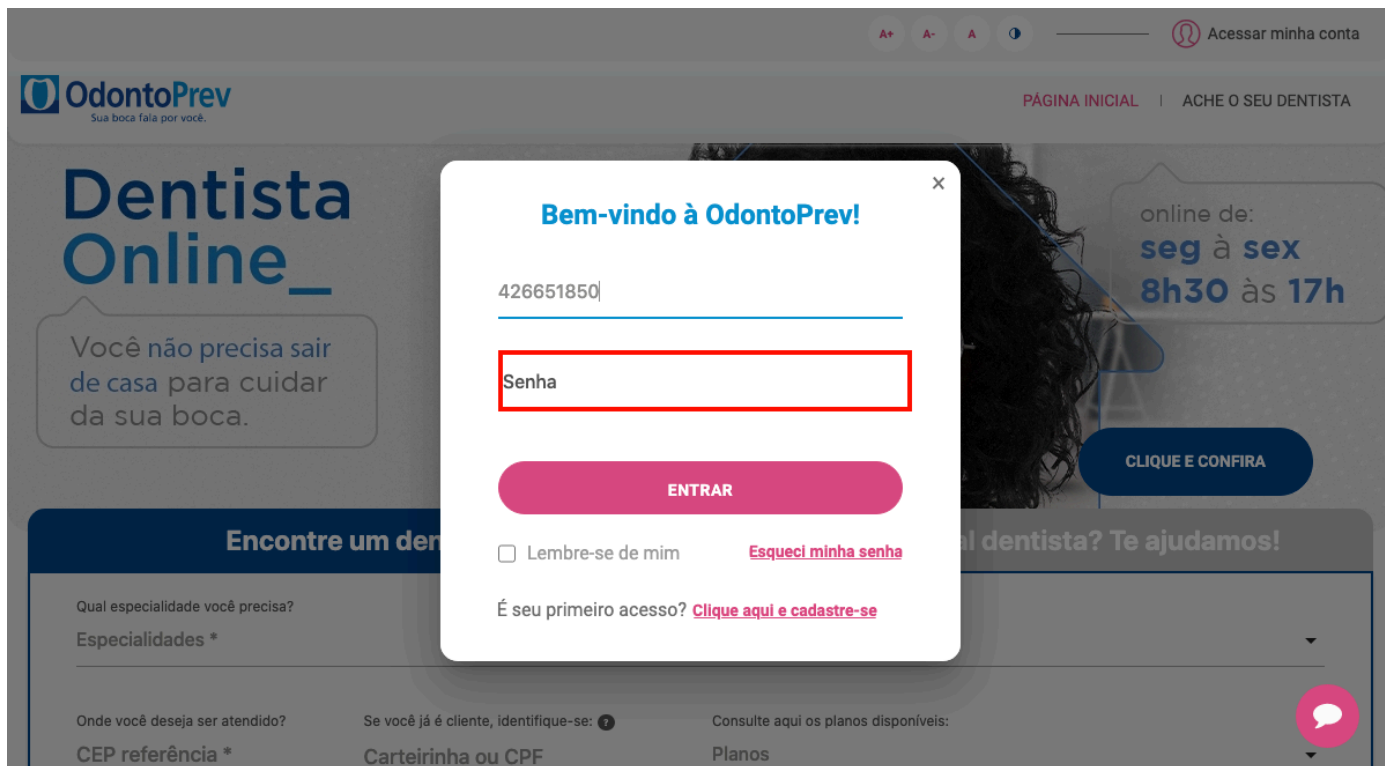 A+ A- A Acessar minha conta
OdontoPrev
Sua boca fala por você.
PÁGINA INICIAL | ACHE O SEU DENTISTA
Dentista
Online_
Você não precisa sair
de casa para cuidar
da sua boca.
×
Bem-vindo à OdontoPrev!
426651850
Senha
ENTRAR
Lembre-se de mim Esqueci minha senha
É seu primeiro acesso? Clique aqui e cadastre-se
online de:
seg à sex
8h30 às 17h
CLIQUE E CONFIRA
Encontre um den
al dentista? Te ajudamos!
Qual especialidade você precisa?
Especialidades *
Onde você deseja ser atendido?
CEP referência *
Se você já é cliente, identifique-se: ?
Carteirinha ou CPF
Consulte aqui os planos disponíveis:
Planos